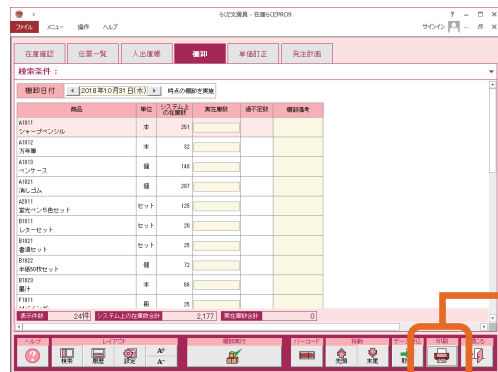 らくだ文房具 - 在庫らくだPRO9
? - □ ×
ファイル メニュー 操作 ヘルプ
サインイン
在庫確認 伝票一覧 入出庫帳 棚卸 単価訂正 発注計画
検索条件：
棚卸日付 2018年10月31日(水) 時点の棚卸を実施
商品 単位 システム上の在庫数 実在庫数 過不足数 棚卸備考
A1011
シャープペンシル 本 251
A1012
万年筆 本 32
A1013
ペンケース 個 148
A1021
消しゴム 個 207
A2011
蛍光ペン5色セット セット 125
B1011
レターセット セット 20
B1021
書道セット セット 25
B1022
半紙50枚セット 個 72
B1023
墨汁 本 66
F1011
冊 25
表示件数 241件 システム上の在庫数合計 2,177 実在庫数合計 0
ヘルプ レイアウト 棚卸実行 バーコード 移動 印刷
検索 履歴 設定 A+ A- 先頭 末尾